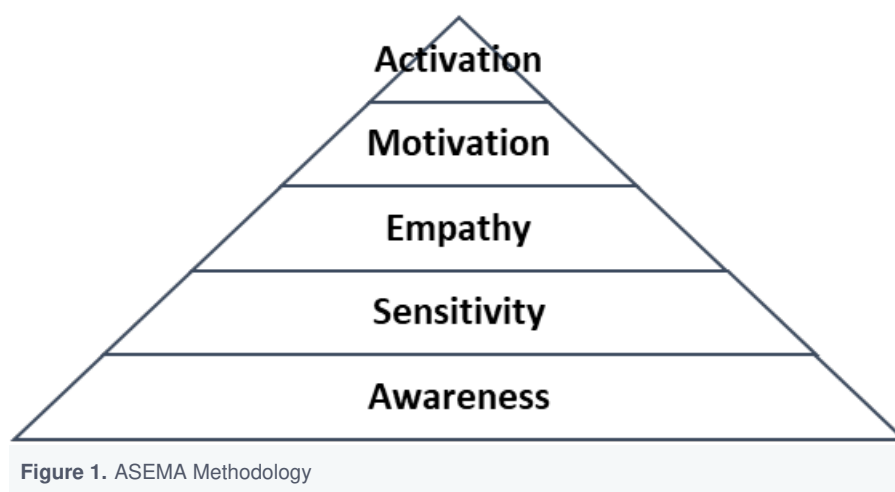 Activation
Motivation
Empathy
Sensitivity
Awareness
Figure 1. ASEMA Methodology